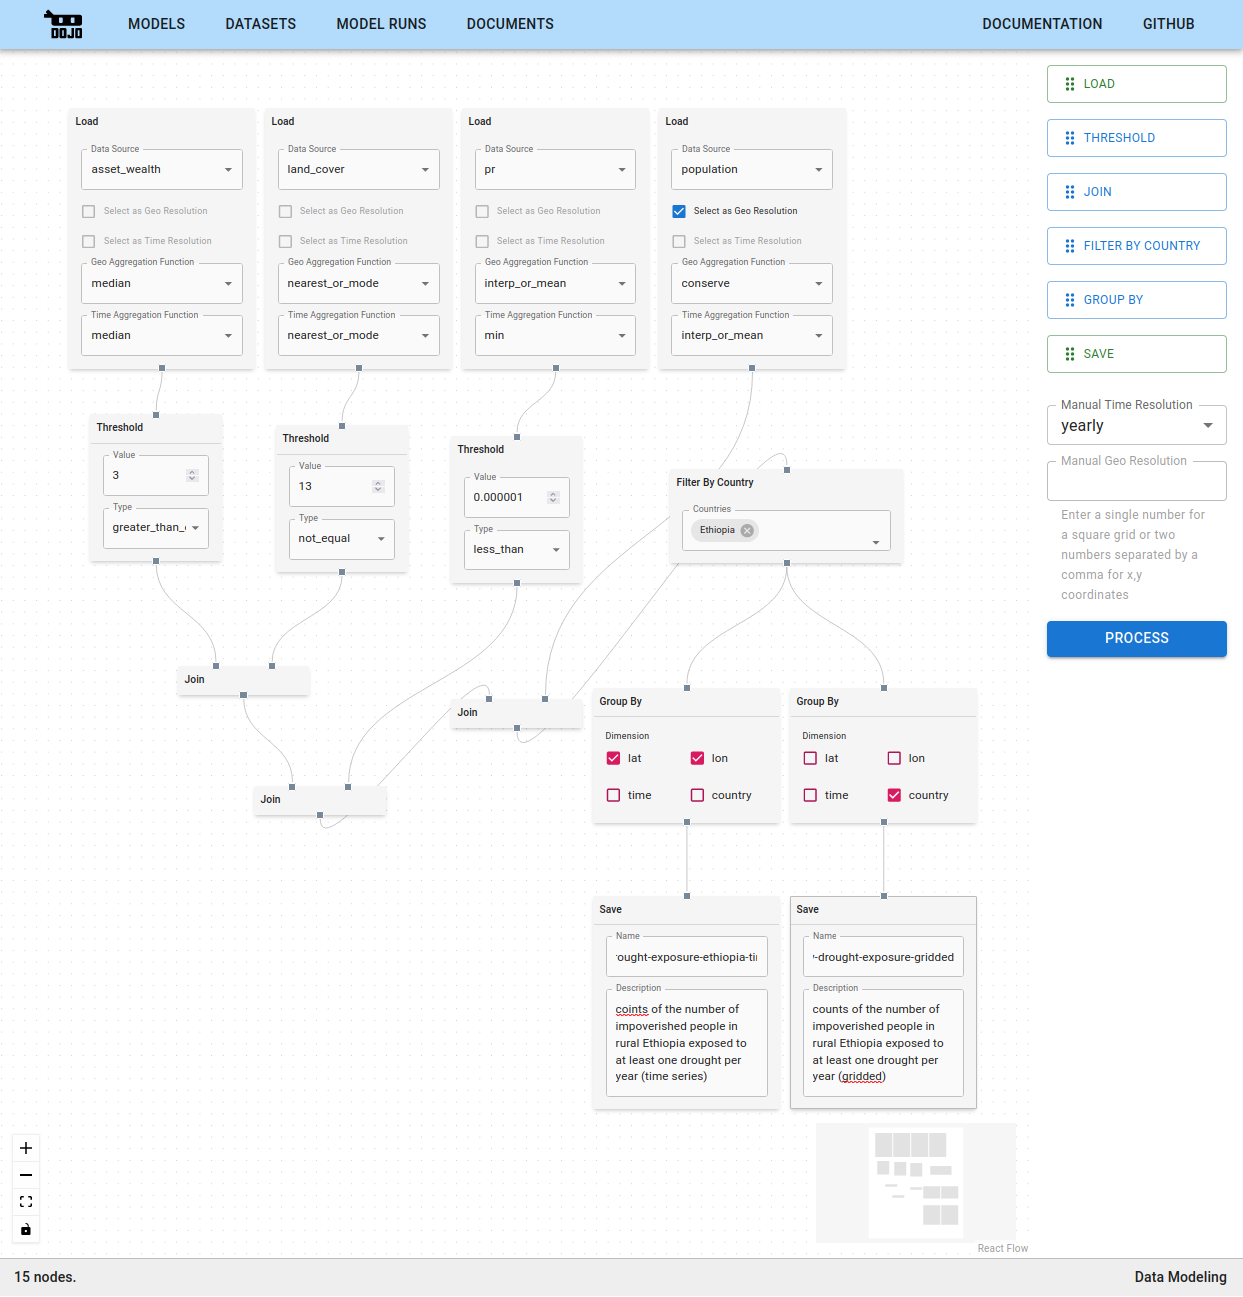 DOJO
MODELS DATASETS MODEL RUNS DOCUMENTS DOCUMENTATION GITHUB
Load
Data Source
asset_wealth
Select as Geo Resolution
Select as Time Resolution
Geo Aggregation Function
median
Time Aggregation Function
median
Load
Data Source
land_cover
Select as Geo Resolution
Select as Time Resolution
Geo Aggregation Function
nearest_or_mode
Time Aggregation Function
nearest_or_mode
Load
Data Source
pr
Select as Geo Resolution
Select as Time Resolution
Geo Aggregation Function
interp_or_mean
Time Aggregation Function
min
Load
Data Source
population
Select as Geo Resolution
Select as Time Resolution
Geo Aggregation Function
conserve
Time Aggregation Function
interp_or_mean
LOAD
THRESHOLD
JOIN
FILTER BY COUNTRY
GROUP BY
SAVE
Manual Time Resolution
yearly
Manual Geo Resolution
Enter a single number for
a square grid or two
numbers separated by a
comma for x,y
coordinates
PROCESS
Threshold
Value
3
Type
greater_than_
Threshold
Value
13
Type
not_equal
Threshold
Value
0.000001
Type
less_than
Filter By Country
Countries
Ethiopia
Join
Join
Join
Group By
Dimension
lat lon
time country
Group By
Dimension
lat lon
time country
Save
Name
rought-exposure-ethiopia-ti
Description
coints of the number of
impoverished people in
rural Ethiopia exposed to
at least one drought per
year (time series)
Save
Name
-drought-exposure-gridded
Description
counts of the number of
impoverished people in
rural Ethiopia exposed to
at least one drought per
year (gridded)
React Flow
15 nodes. Data Modeling